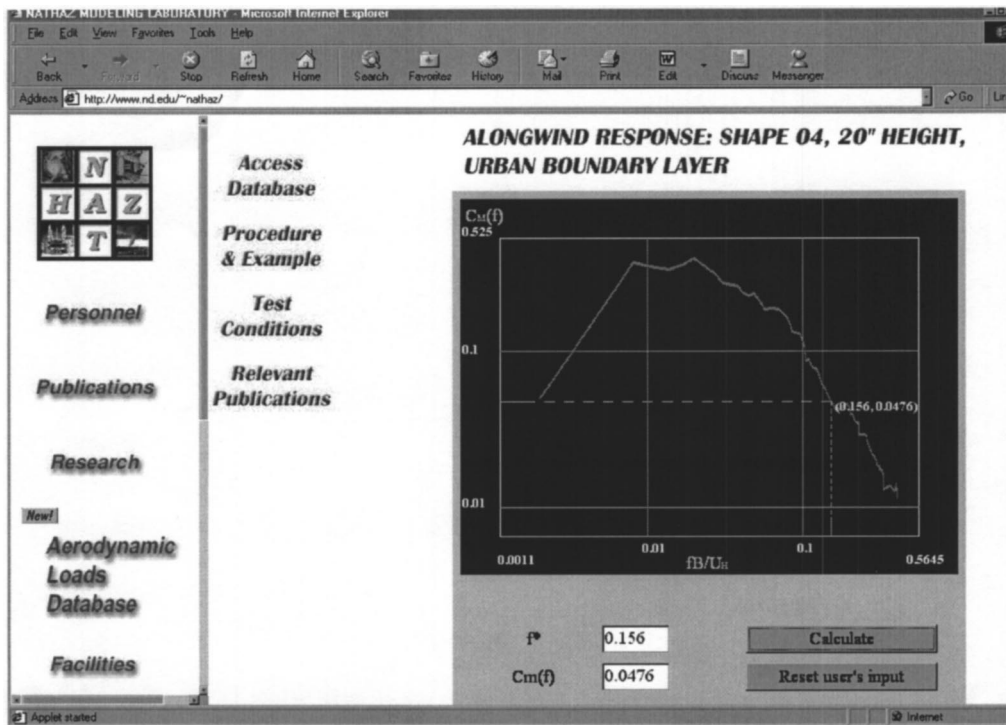 NATHAZ MODELING LABORATORY - Microsoft Internet Explorer
File Edit View Favorites Tools Help
Back Forward Stop Refresh Home Search Favorites History Mail Print Edit Discuss Messenger
Address http://www.nd.edu/~nathaz/ Go
N
H A Z
T
Personnel
Publications
Research
New!
Aerodynamic
Loads
Database
Facilities
Access
Database
Procedure
& Example
Test
Conditions
Relevant
Publications
ALONGWIND RESPONSE: SHAPE 04, 20" HEIGHT,
URBAN BOUNDARY LAYER
CM(f)
0.525
0.1
(0.156, 0.0476)
0.01
0.01 0.1
0.0011 fB/UH 0.5645
f* 0.156 Calculate
Cm(f) 0.0476 Reset user's input
Applet started Internet